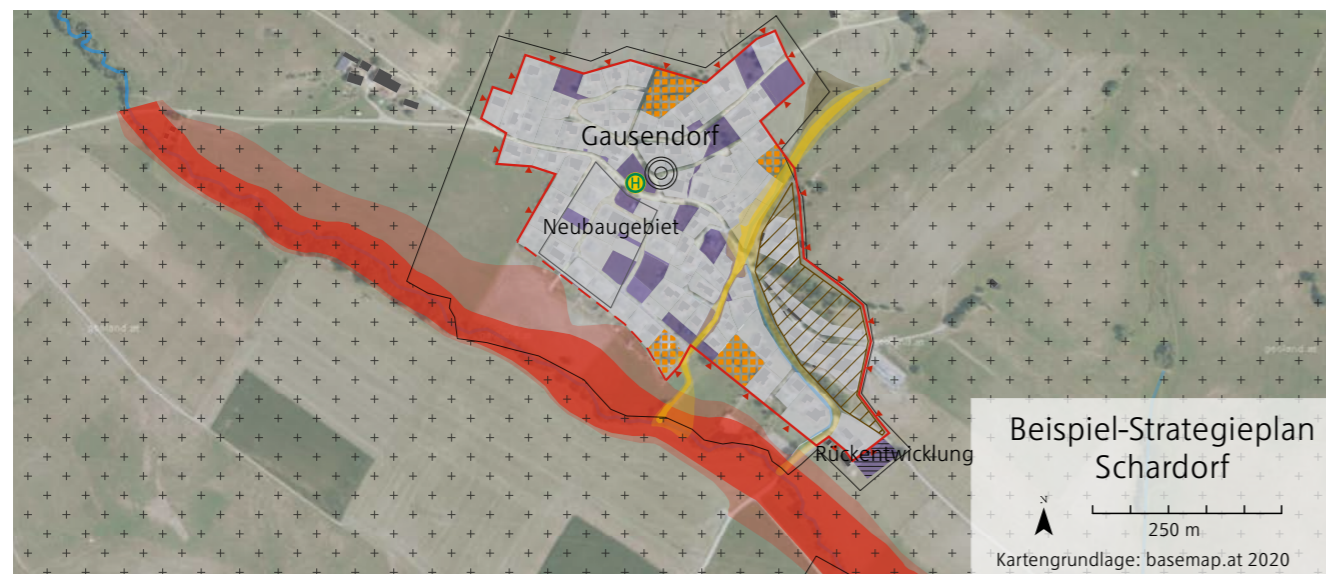 Gausendorf
H
Neubaugebiet
Rückentwicklung
Beispiel-Strategieplan
Schardorf
N
250 m
Kartengrundlage: basemap.at 2020